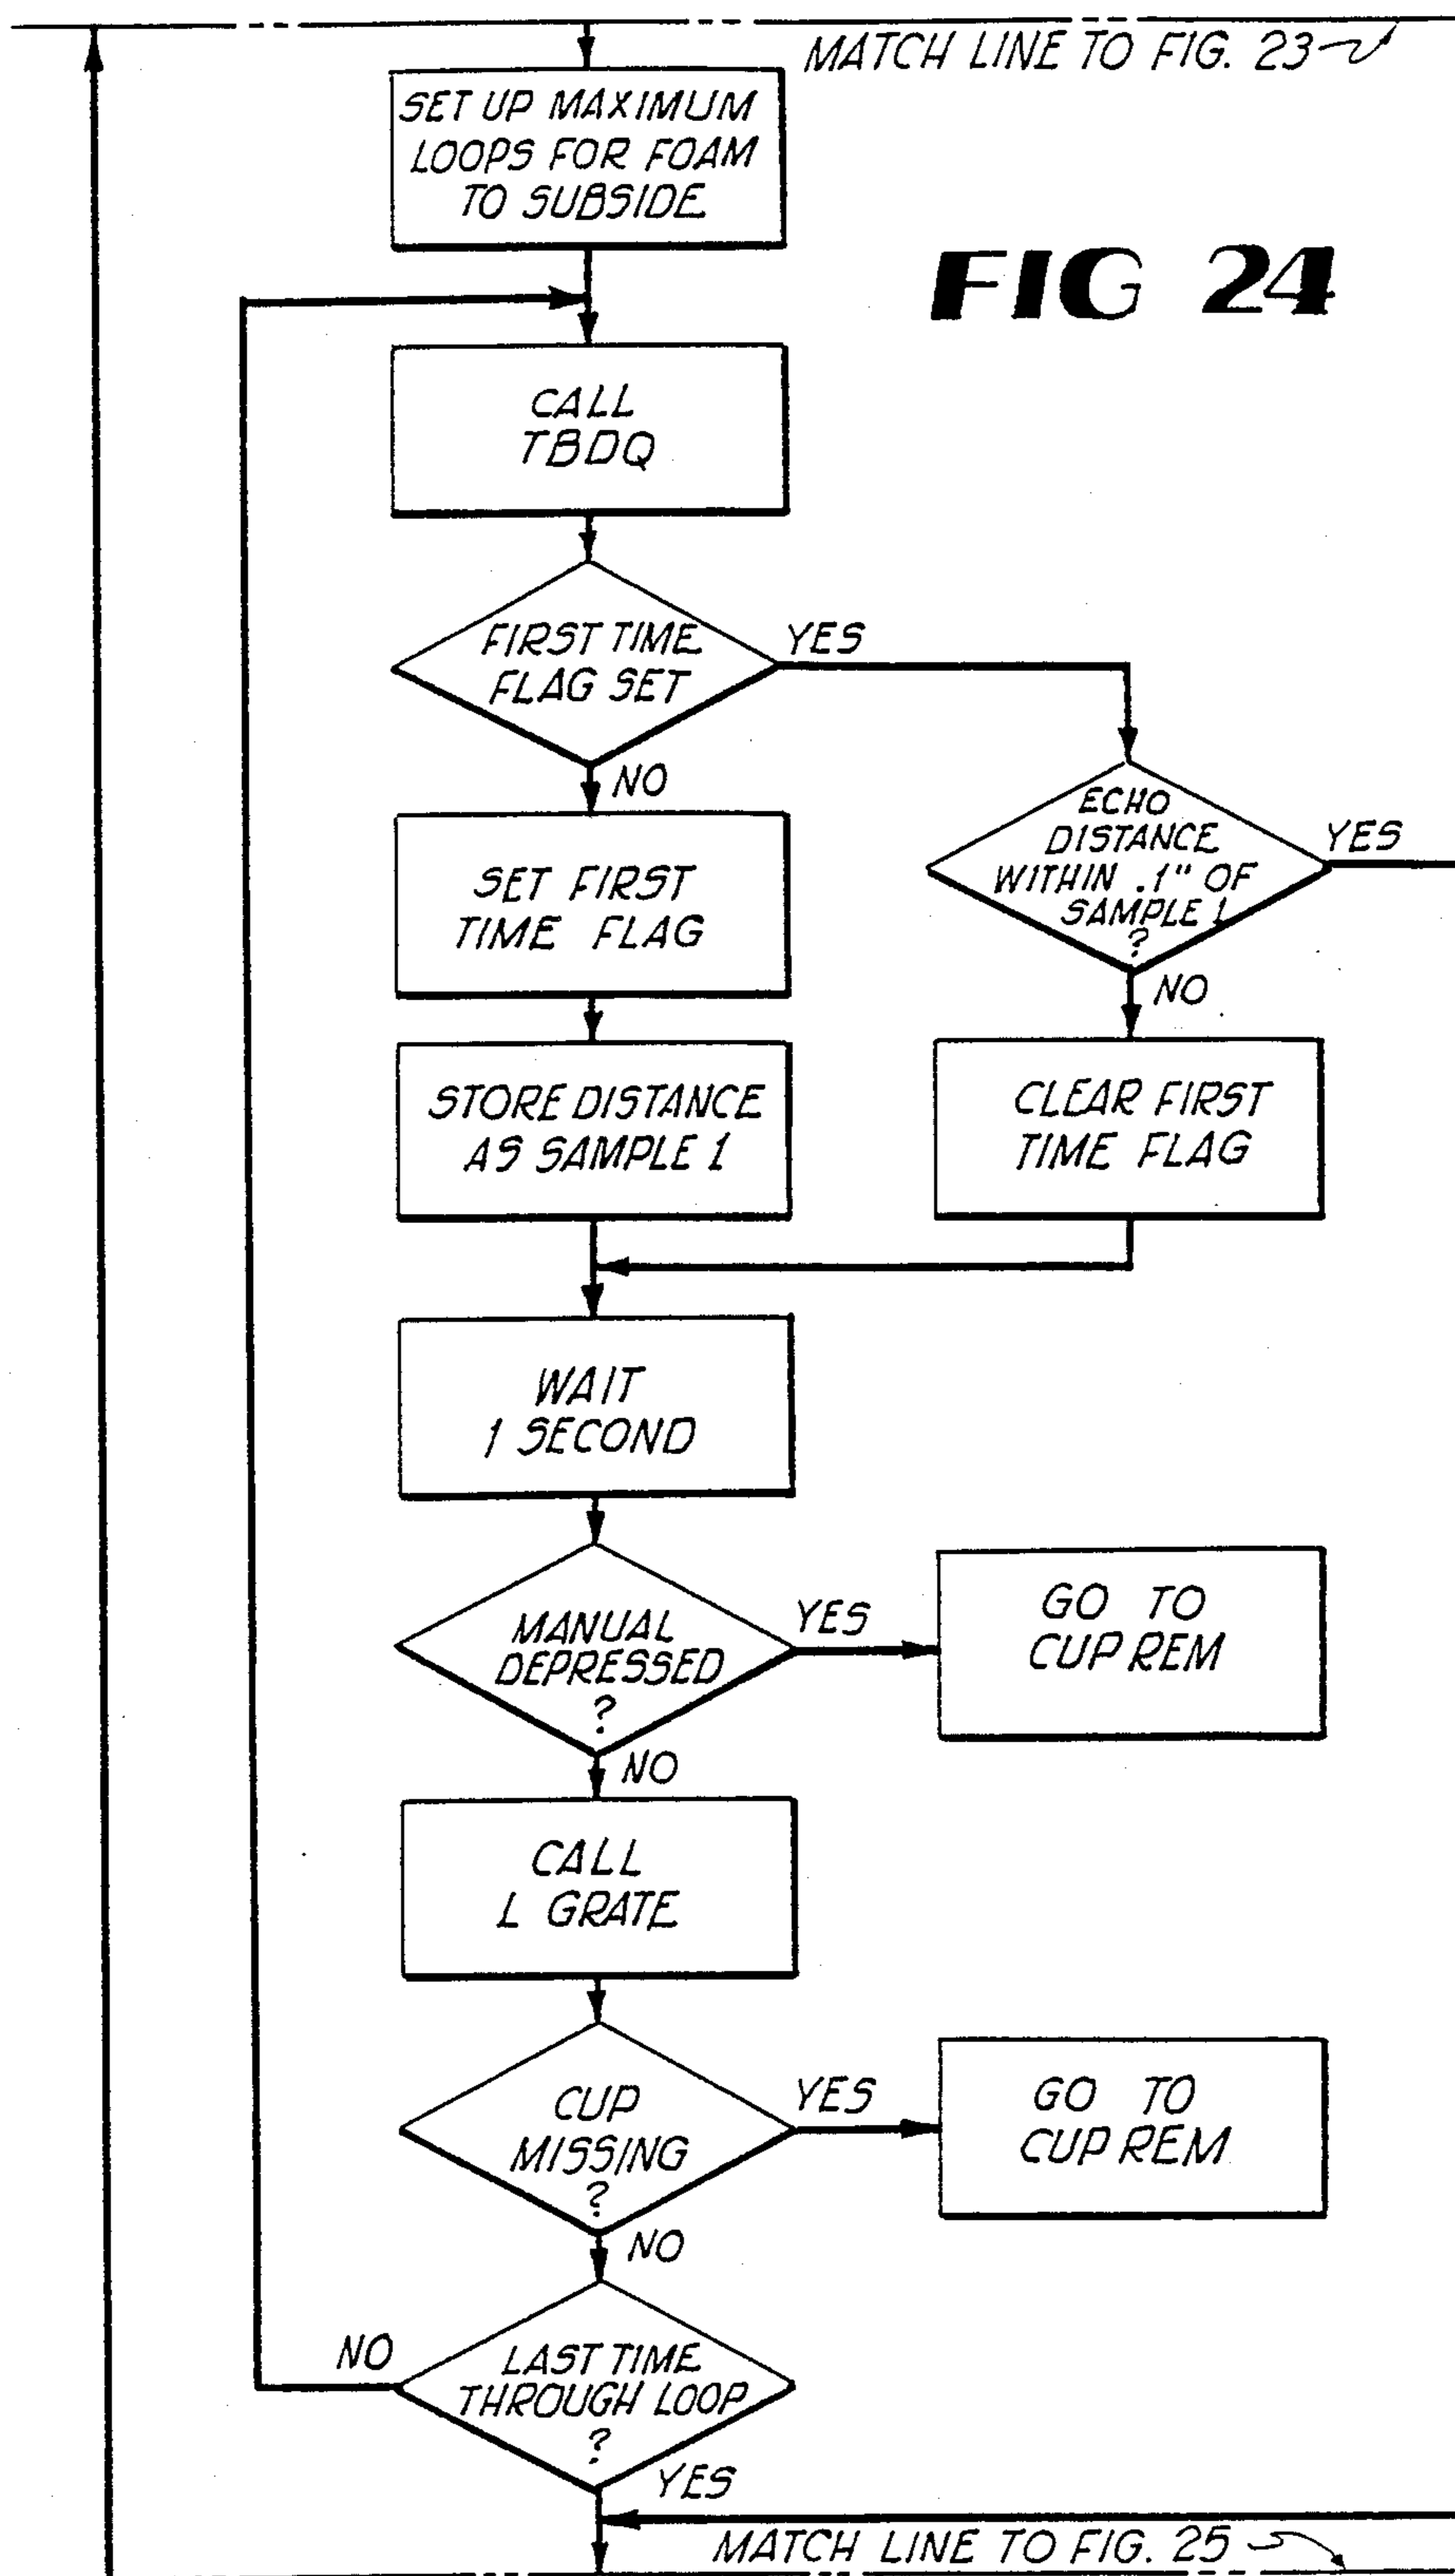 MATCH LINE TO FIG. 23
SET UP MAXIMUM
LOOPS FOR FOAM
TO SUBSIDE
FIG 24
CALL
TBDQ
FIRST TIME
FLAG SET
YES
NO
ECHO
DISTANCE
WITHIN .1" OF
SAMPLE 1
?
YES
NO
SET FIRST
TIME FLAG
STORE DISTANCE
AS SAMPLE 1
CLEAR FIRST
TIME FLAG
WAIT
1 SECOND
MANUAL
DEPRESSED
?
YES
GO TO
CUP REM
NO
CALL
L GRATE
CUP
MISSING
?
YES
GO TO
CUP REM
NO
LAST TIME
THROUGH LOOP
?
NO
YES
MATCH LINE TO FIG. 25